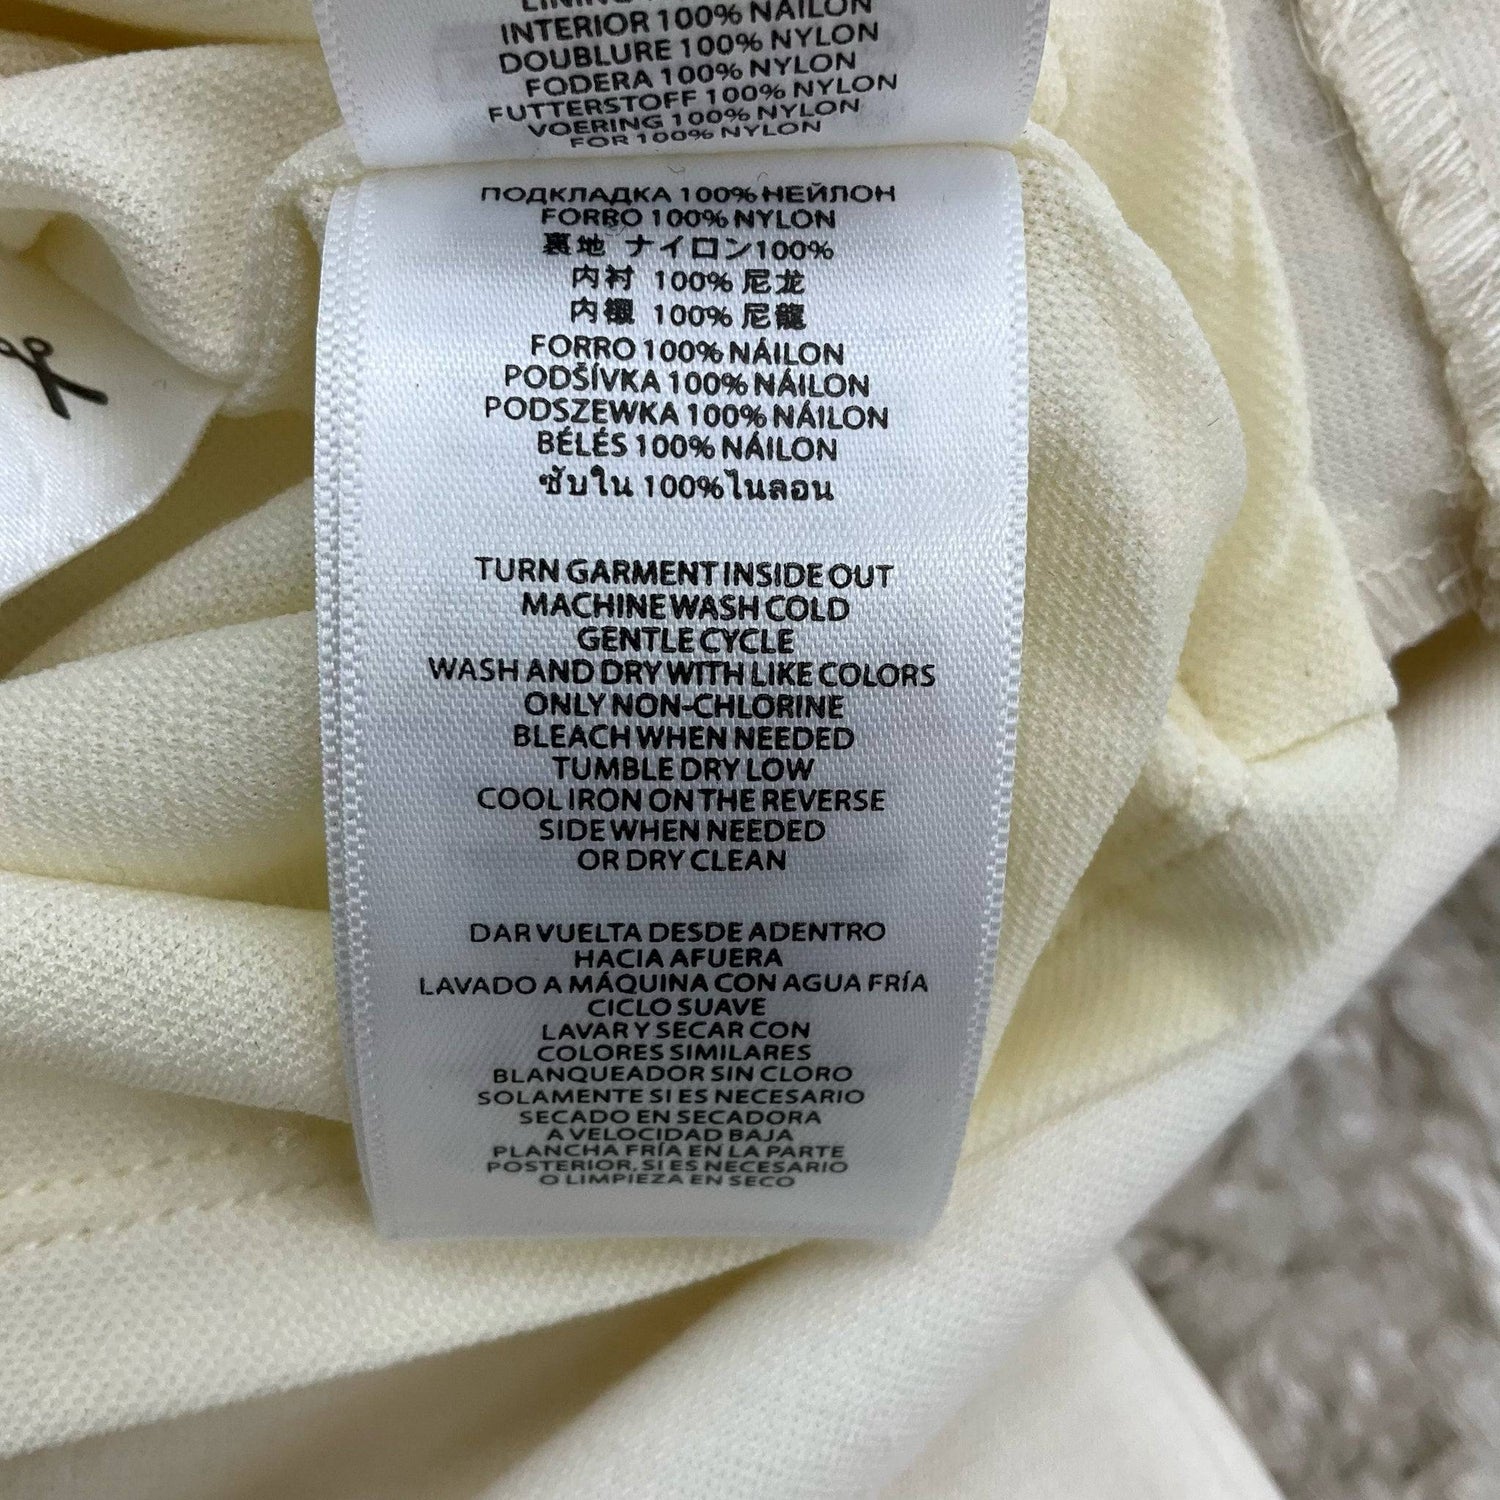 LINING
INTERIOR 100% NAILON
DOUBLURE 100% NYLON
FODERA 100% NYLON
FUTTERSTOFF 100% NYLON
VOERING 100% NYLON
FOR 100% NYLON
ПОДКЛАДКА 100% НЕЙЛОН
FORRO 100% NYLON
裏地 ナイロン100%
内衬 100% 尼龙
內襯 100% 尼龍
FORRO 100% NÁILON
PODŠÍVKA 100% NÁILON
PODSZEWKA 100% NÁILON
BÉLÉS 100% NÁILON
ซับใน 100% ไนลอน
TURN GARMENT INSIDE OUT
MACHINE WASH COLD
GENTLE CYCLE
WASH AND DRY WITH LIKE COLORS
ONLY NON-CHLORINE
BLEACH WHEN NEEDED
TUMBLE DRY LOW
COOL IRON ON THE REVERSE
SIDE WHEN NEEDED
OR DRY CLEAN
DAR VUELTA DESDE ADENTRO
HACIA AFUERA
LAVADO A MÁQUINA CON AGUA FRÍA
CICLO SUAVE
LAVAR Y SECAR CON
COLORES SIMILARES
BLANQUEADOR SIN CLORO
SOLAMENTE SI ES NECESARIO
SECADO EN SECADORA
A VELOCIDAD BAJA
PLANCHA FRÍA EN LA PARTE
POSTERIOR, SI ES NECESARIO
O LIMPIEZA EN SECO